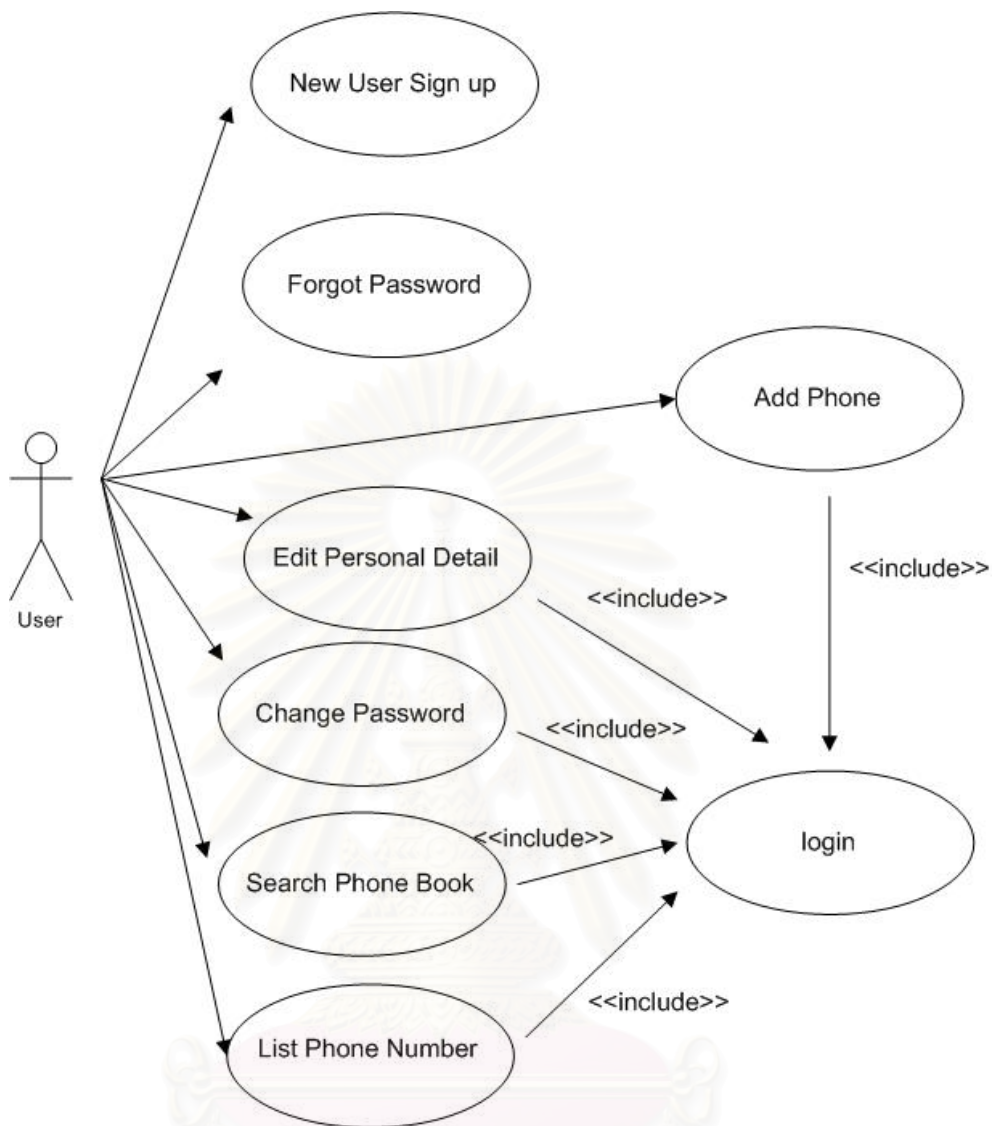 New User Sign up
Forgot Password
Add Phone
User
Edit Personal Detail
<<include>>
<<include>>
Change Password
<<include>>
<<include>>
login
Search Phone Book
<<include>>
List Phone Number